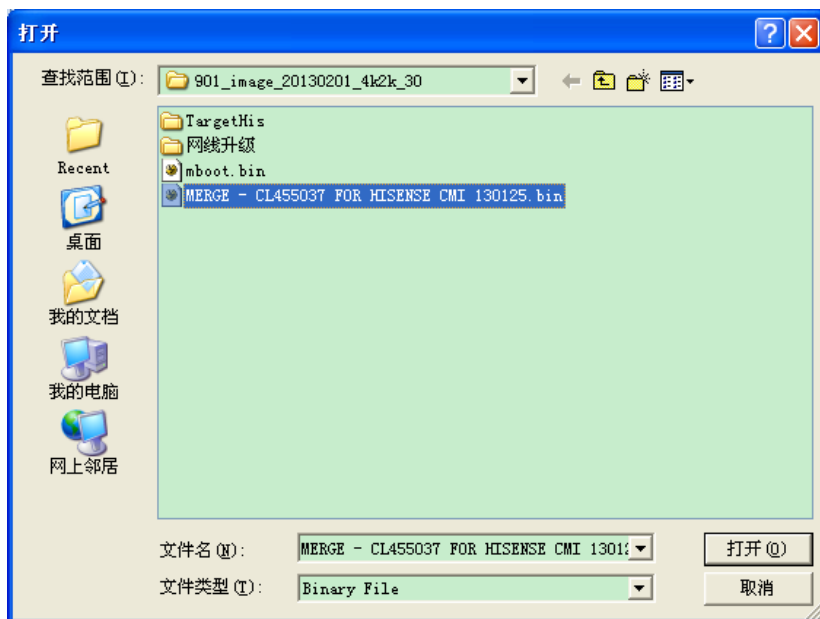 打开
查找范围(I):
901_image_20130201_4k2k_30
TargetHis
网线升级
mboot.bin
MERGE - CL455037 FOR HISENSE CMI 130125.bin
Recent
桌面
我的文档
我的电脑
网上邻居
文件名(N):
MERGE - CL455037 FOR HISENSE CMI 13012
打开(O)
文件类型(T):
Binary File
取消